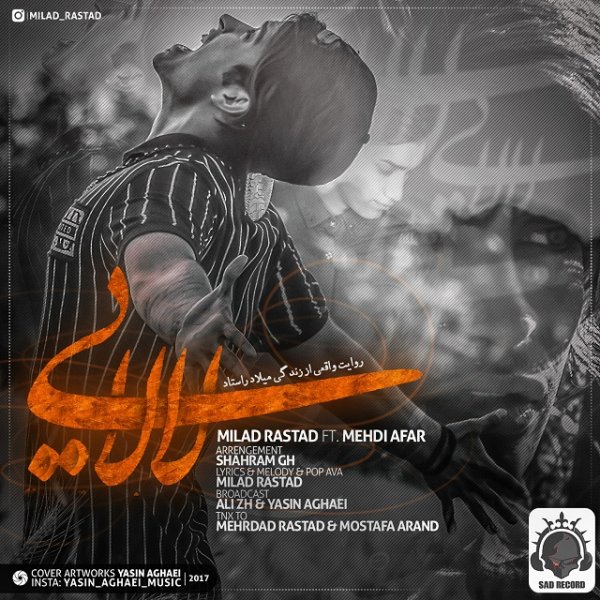 MILAD_RASTAD
روایت واقعی از زندگی میلاد راستاد
MILAD RASTAD FT. MEHDI AFAR
ARRENGEMENT
SHAHRAM GH
LYRICS & MELODY & POP AVA
MILAD RASTAD
BROADCAST
ALI ZH & YASIN AGHAEI
TNX TO
MEHRDAD RASTAD & MOSTAFA ARAND
COVER ARTWORKS YASIN AGHAEI
INSTA: YASIN_AGHAEI_MUSIC | 2017
SAD RECORD